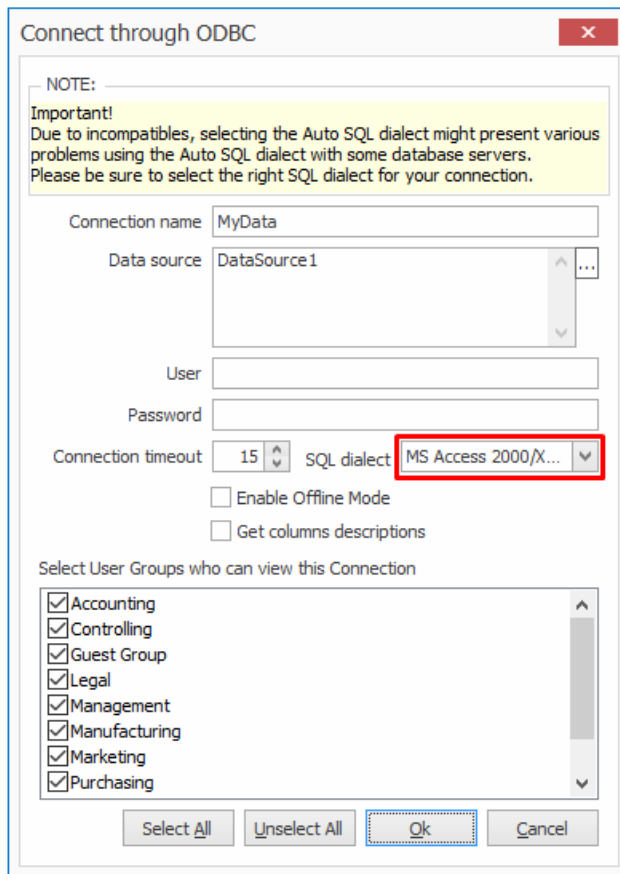 Connect through ODBC
NOTE:
Important!
Due to incompatibles, selecting the Auto SQL dialect might present various
problems using the Auto SQL dialect with some database servers.
Please be sure to select the right SQL dialect for your connection.
Connection name MyData
Data source DataSource1 ...
User
Password
Connection timeout 15 SQL dialect MS Access 2000/X...
Enable Offline Mode
Get columns descriptions
Select User Groups who can view this Connection
Accounting
Controlling
Guest Group
Legal
Management
Manufacturing
Marketing
Purchasing
Select All Unselect All Ok Cancel